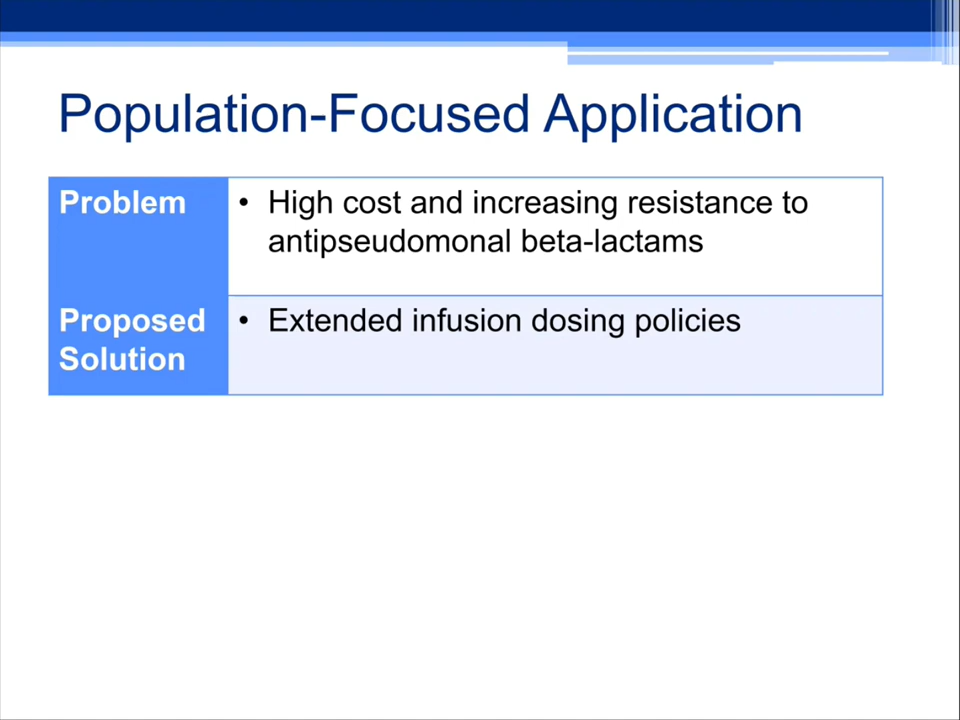 Population-Focused Application
Problem
• High cost and increasing resistance to
antipseudomonal beta-lactams
Proposed
Solution
• Extended infusion dosing policies